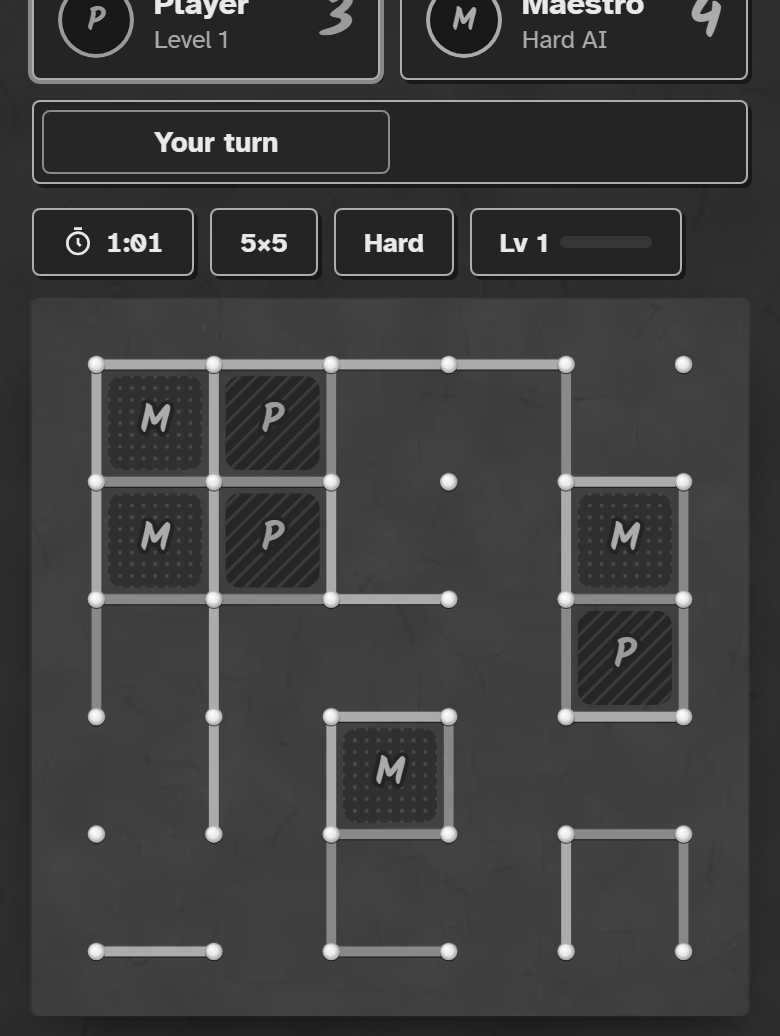 P Player 3
Level 1
M Maestro 4
Hard AI
Your turn
1:01 5×5 Hard Lv 1
M P
M P M
P
M